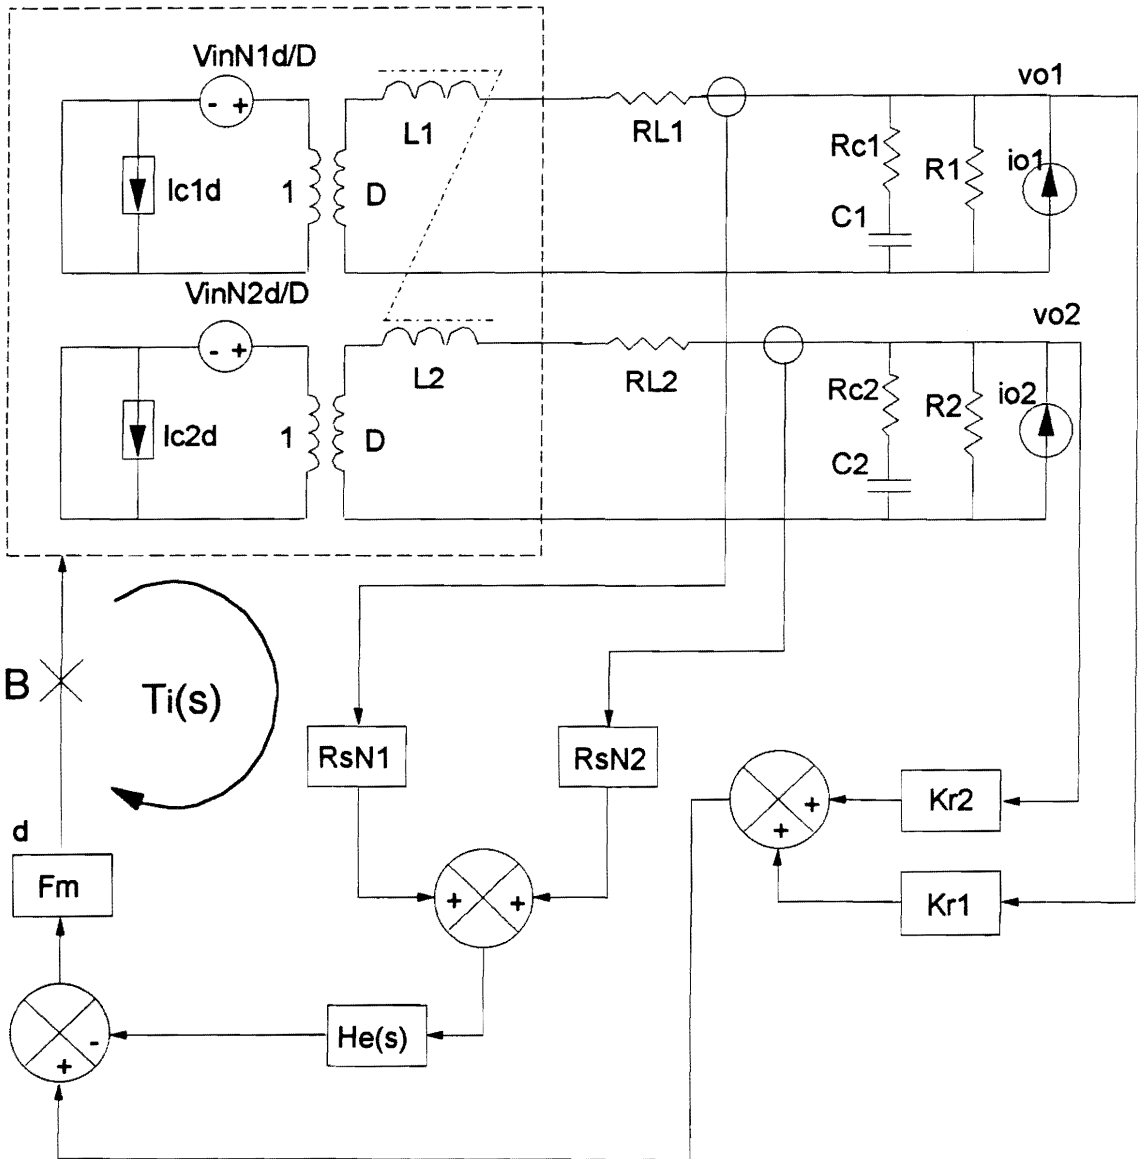 VinN1d/D
- +
L1
RL1
vo1
Ic1d
1
D
Rc1
C1
R1
io1
VinN2d/D
- +
L2
RL2
vo2
Ic2d
1
D
Rc2
C2
R2
io2
B
Ti(s)
RsN1
RsN2
+
+
Kr2
d
Fm
+
+
Kr1
-
+
He(s)